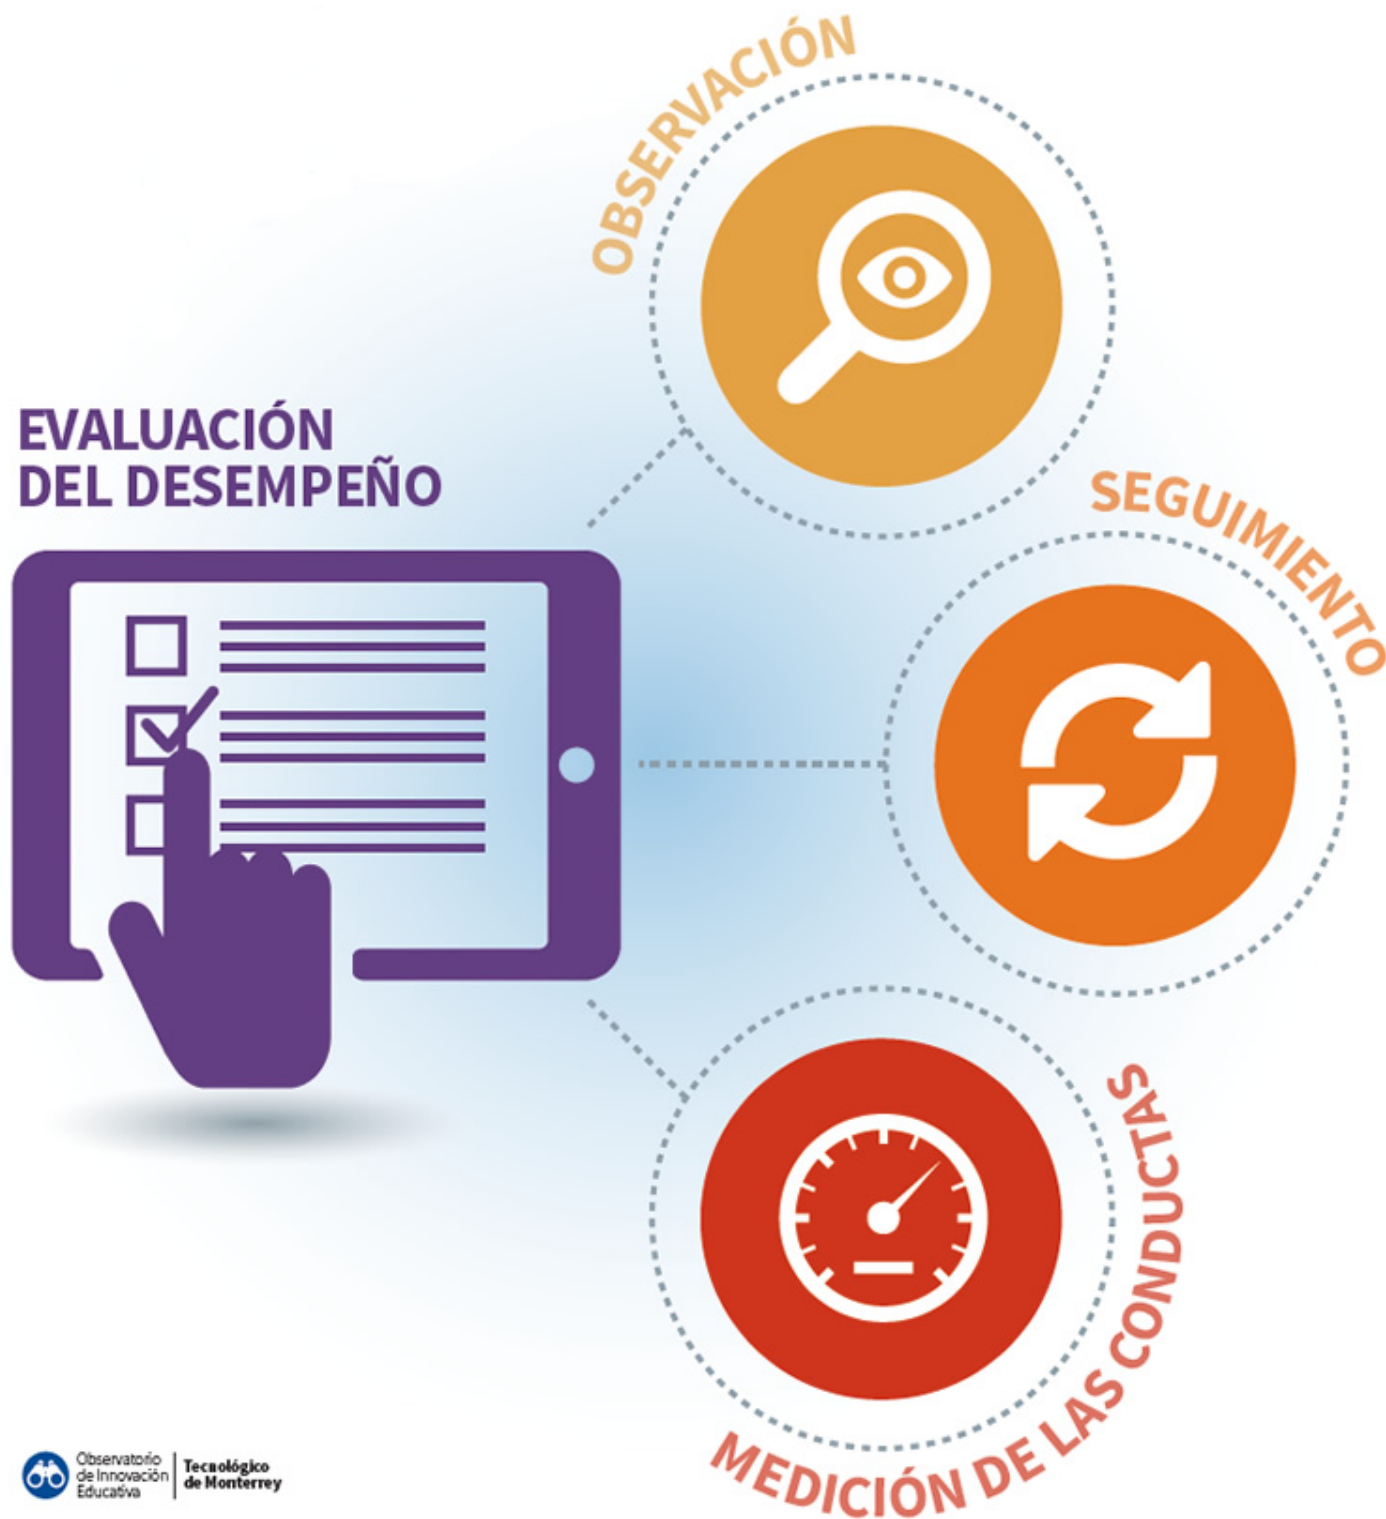 OBSERVACIÓN
EVALUACIÓN
DEL DESEMPEÑO
SEGUIMIENTO
MEDICIÓN DE LAS CONDUCTAS
Observatorio
de Innovación
Educativa
Tecnológico
de Monterrey